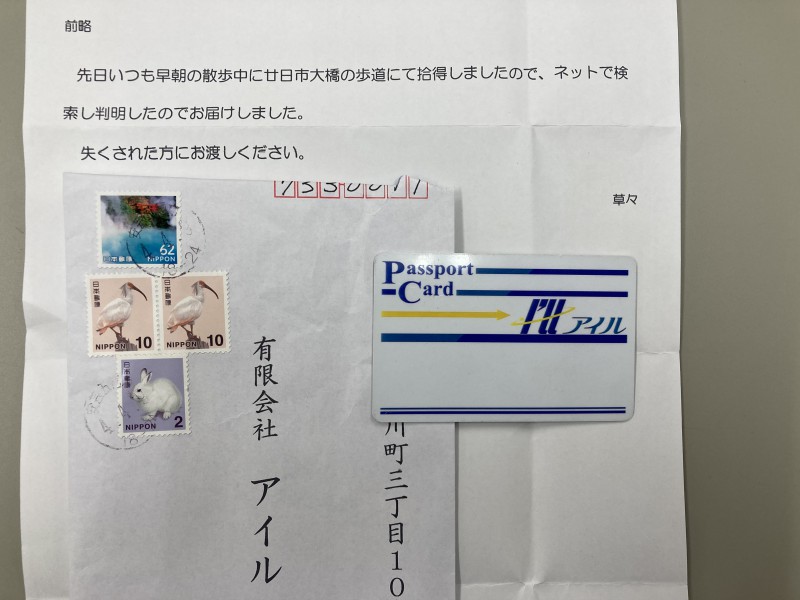 前略
先日いつも早朝の散歩中に廿日市大橋の歩道にて拾得しましたので、ネットで検
索し判明したのでお届けしました。
失くされた方にお渡しください。
草々
日本郵便
62
NIPPON
日本郵便
NIPPON 10
日本郵便
NIPPON 10
日本郵便
NIPPON 2
川町三丁目10
有限会社 アイル
Passport
Card
アイル